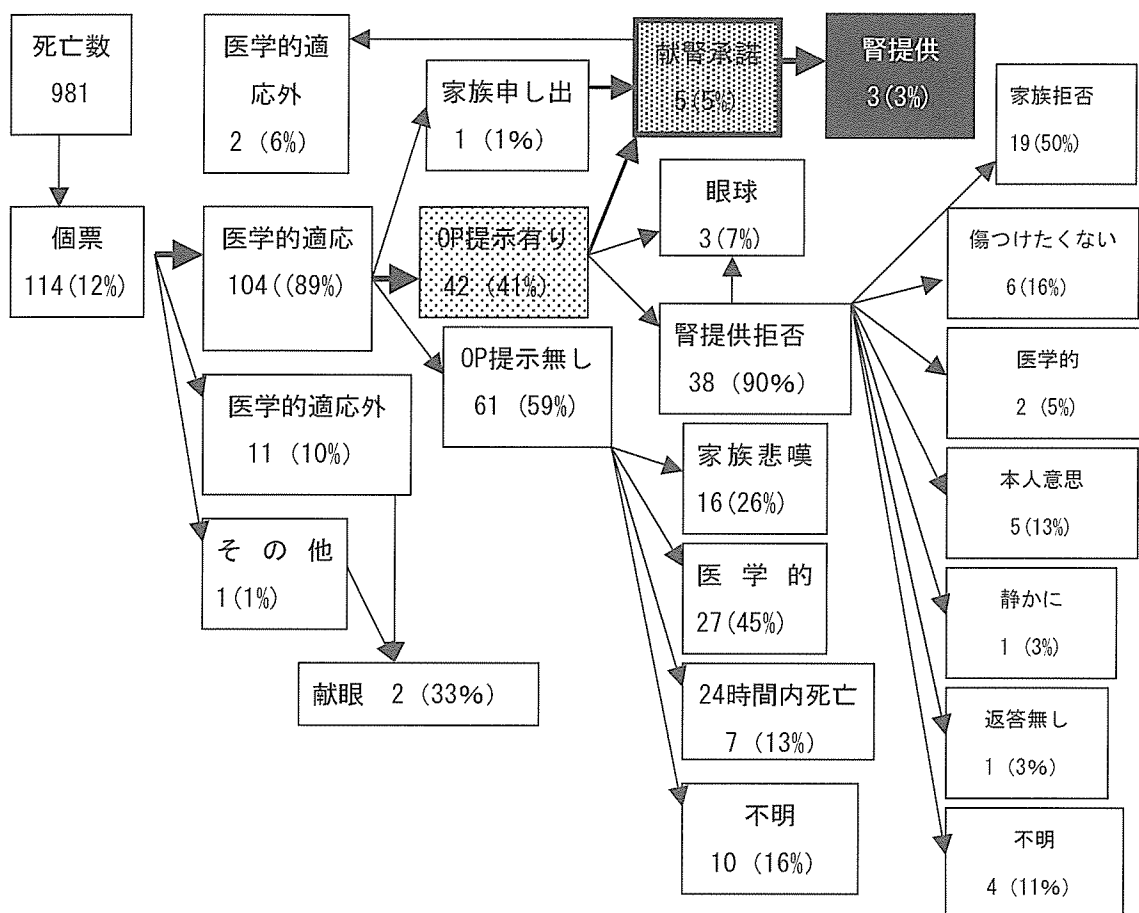 死亡数
981
個票
114(12%)
医学的適
応外
2 (6%)
医学的適応
104((89%)
医学的適応外
11 (10%)
その他
1(1%)
献眼 2 (33%)
家族申し出
1 (1%)
OP提示有り
42 (41%)
OP提示無し
61 (59%)
献腎承諾
5(5%)
腎提供
3(3%)
眼球
3(7%)
腎提供拒否
38 (90%)
家族悲嘆
16(26%)
医学的
27(45%)
24時間内死亡
7 (13%)
不明
10 (16%)
家族拒否
19(50%)
傷つけたくない
6(16%)
医学的
2 (5%)
本人意思
5(13%)
静かに
1 (3%)
返答無し
1 (3%)
不明
4 (11%)